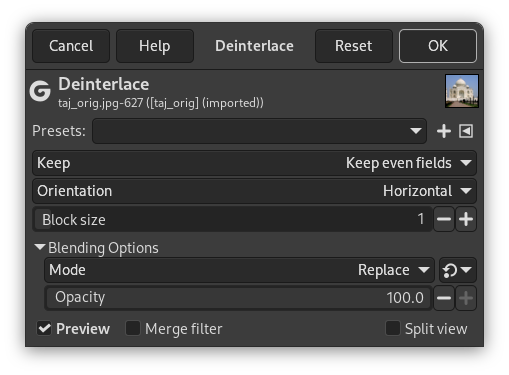 Cancel Help Deinterlace Reset OK
Deinterlace
taj_orig.jpg-627 ([taj_orig] (imported))
Presets:
Keep Keep even fields
Orientation Horizontal
Block size 1
Blending Options
Mode Replace
Opacity 100.0
Preview Merge filter Split view